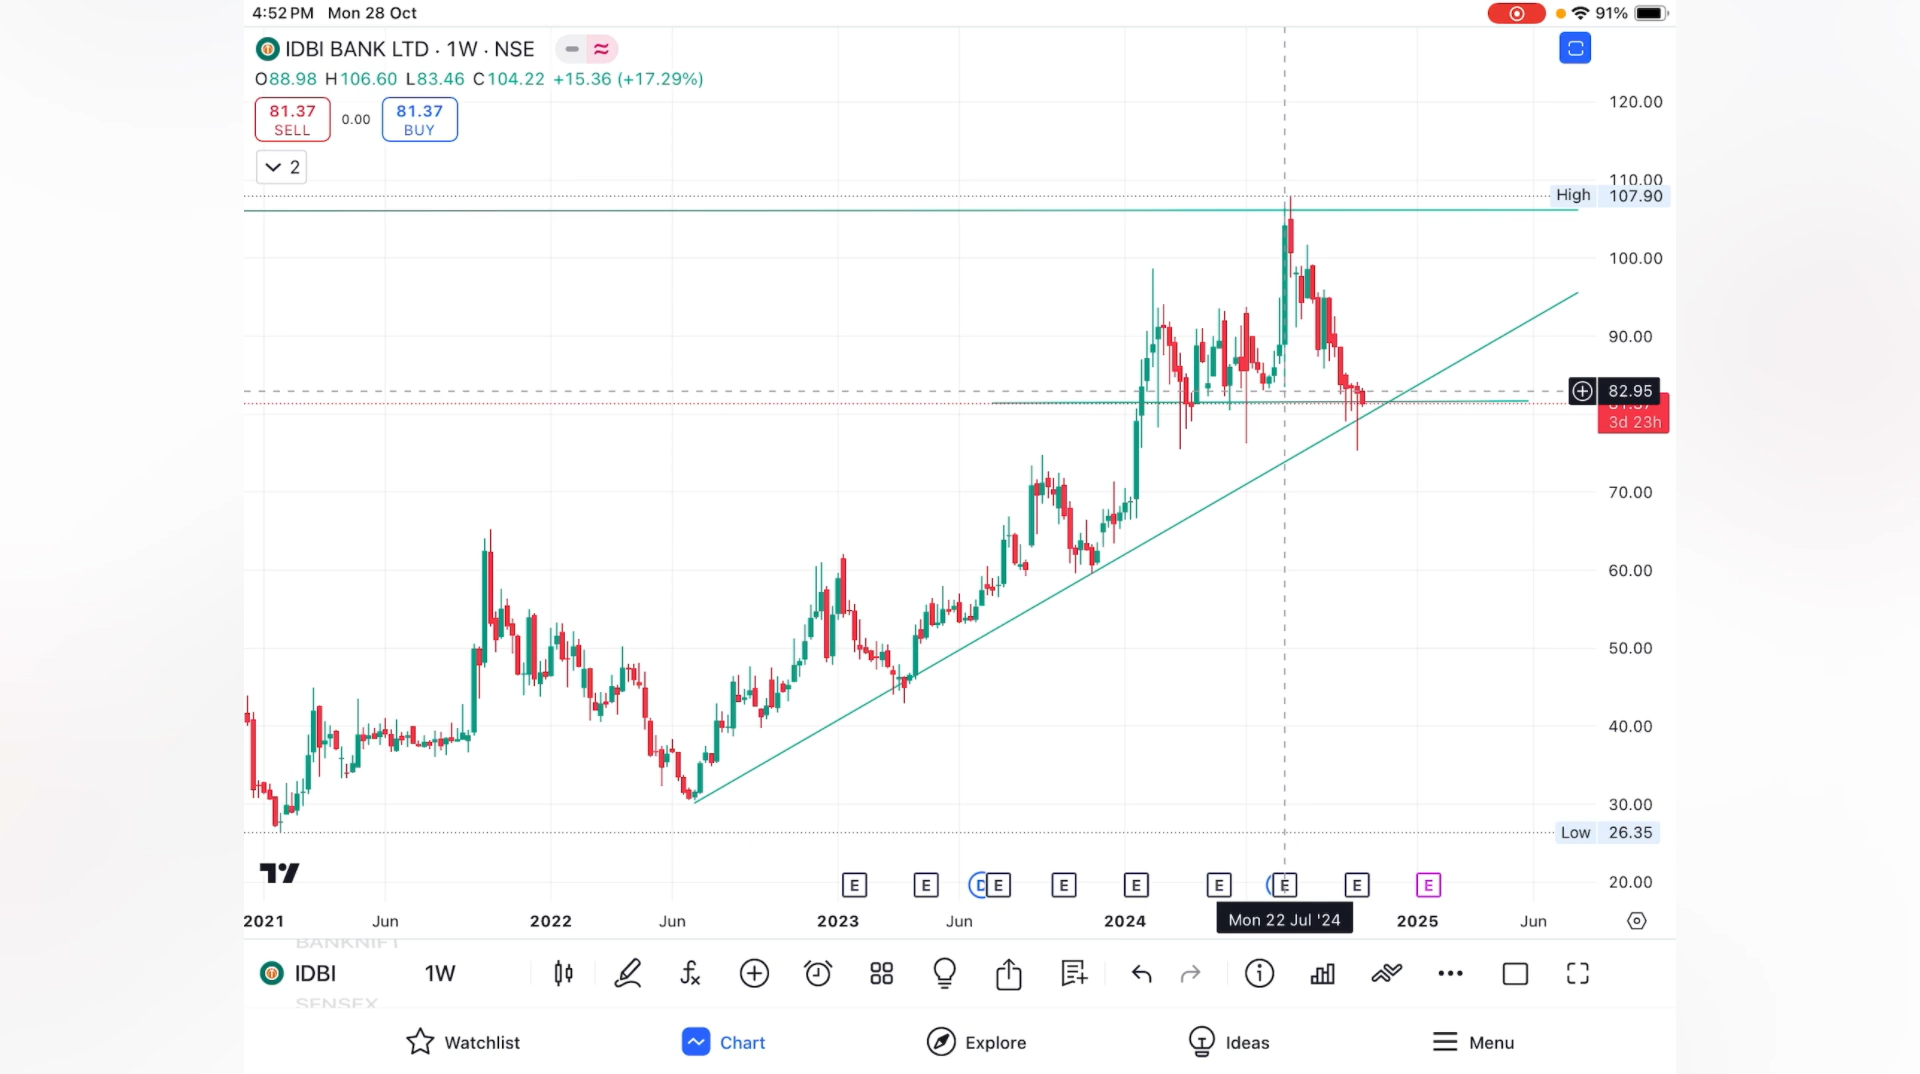 4:52 PM Mon 28 Oct
91%
IDBI BANK LTD · 1W · NSE
O88.98 H106.60 L83.46 C104.22 +15.36 (+17.29%)
81.37
SELL
0.00
81.37
BUY
2
120.00
110.00
High 107.90
100.00
90.00
82.95
81.37
3d 23h
70.00
60.00
50.00
40.00
30.00
Low 26.35
20.00
E E D E E E E E E E
2021 Jun 2022 Jun 2023 Jun 2024 Mon 22 Jul '24 2025 Jun
BANKNIFT
IDBI 1W
SENSEX
Watchlist Chart Explore Ideas Menu